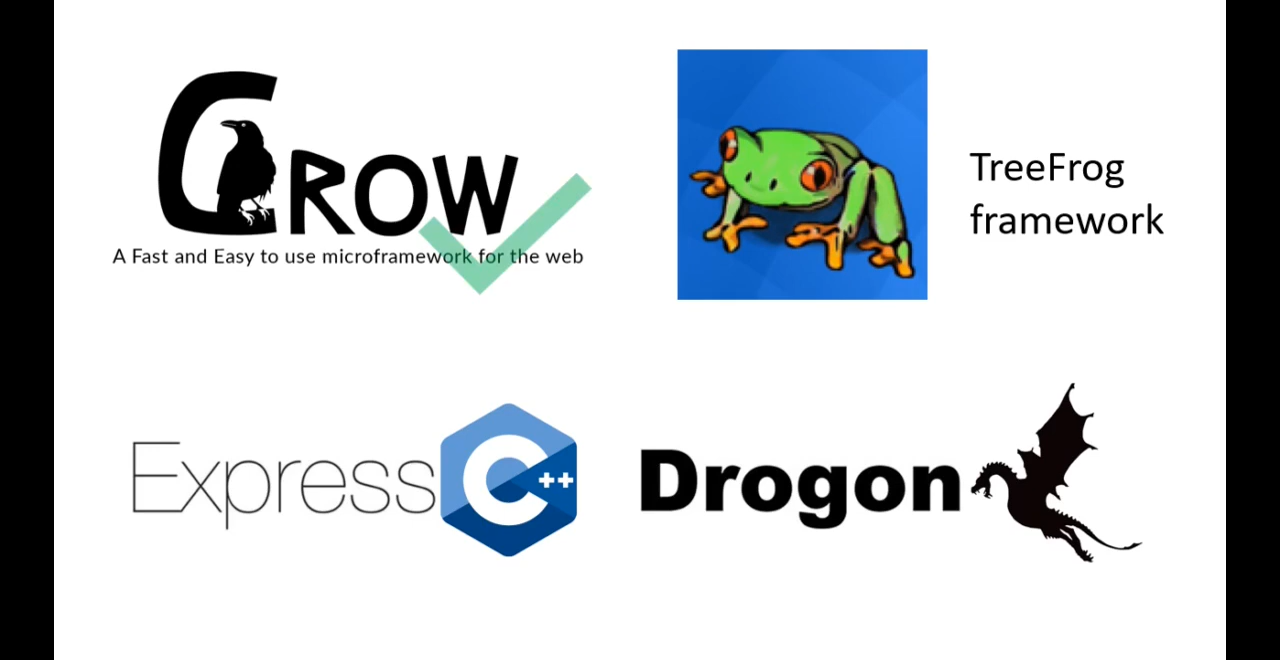 CROW
A Fast and Easy to use microframework for the web
TreeFrog
framework
Express C++
Drogon